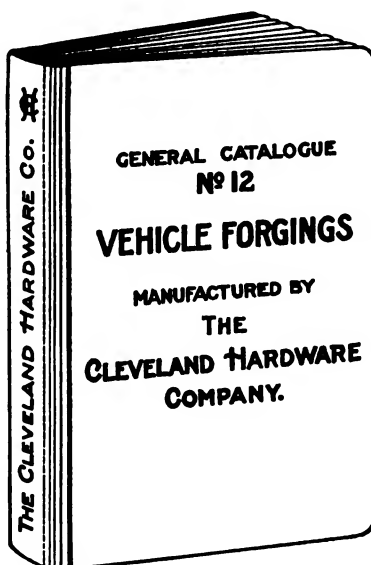 THE CLEVELAND HARDWARE CO.
GENERAL CATALOGUE
Nº 12
VEHICLE FORGINGS
MANUFACTURED BY
THE
CLEVELAND HARDWARE
COMPANY.